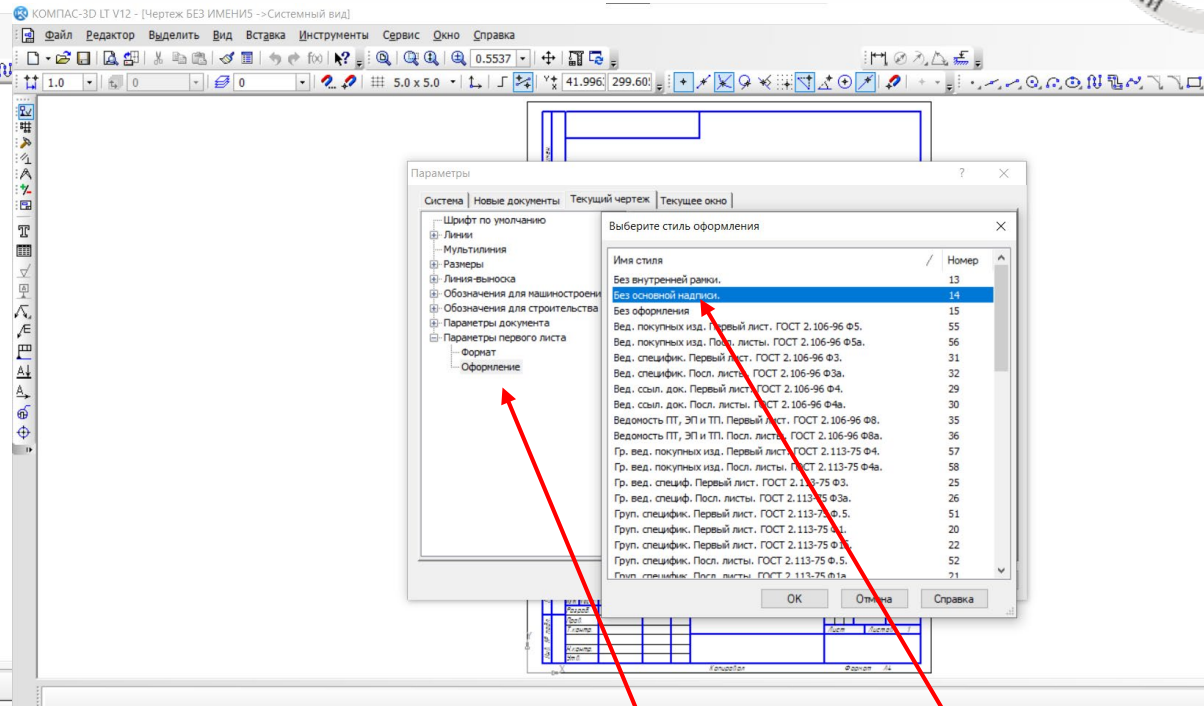 КОМПАС-3D LT V12 - [Чертеж БЕЗ ИМЕНИ5 ->Системный вид]
Файл Редактор Выделить Вид Вставка Инструменты Сервис Окно Справка
0.5537
1.0 0 0 5.0 x 5.0 41.996 299.60
Параметры ?
Система Новые документы Текущий чертеж Текущее окно
Шрифт по умолчанию
Линии
Мультилиния
Размеры
Линия-выноска
Обозначения для машиностроени
Обозначения для строительства
Параметры документа
Параметры первого листа
Формат
Оформление
Выберите стиль оформления
Имя стиля / Номер
Без внутренней рамки. 13
Без основной надписи. 14
Без оформления 15
Вед. покупных изд. Первый лист. ГОСТ 2.106-96 Ф5. 55
Вед. покупных изд. Посл. листы. ГОСТ 2.106-96 Ф5а. 56
Вед. специфик. Первый лист. ГОСТ 2.106-96 Ф3. 31
Вед. специфик. Посл. листы. ГОСТ 2.106-96 Ф3а. 32
Вед. ссыл. док. Первый лист. ГОСТ 2.106-96 Ф4. 29
Вед. ссыл. док. Посл. листы. ГОСТ 2.106-96 Ф4а. 30
Ведомость ПТ, ЭП и ТП. Первый лист. ГОСТ 2.106-96 Ф8. 35
Ведомость ПТ, ЭП и ТП. Посл. листы. ГОСТ 2.106-96 Ф8а. 36
Гр. вед. покупных изд. Первый лист. ГОСТ 2.113-75 Ф4. 57
Гр. вед. покупных изд. Посл. листы. ГОСТ 2.113-75 Ф4а. 58
Гр. вед. специф. Первый лист. ГОСТ 2.113-75 Ф3. 25
Гр. вед. специф. Посл. листы. ГОСТ 2.113-75 Ф3а. 26
Груп. специфик. Первый лист. ГОСТ 2.113-75 Ф.5. 51
Груп. специфик. Первый лист. ГОСТ 2.113-75 Ф1. 20
Груп. специфик. Первый лист. ГОСТ 2.113-75 Ф1б. 22
Груп. специфик. Посл. листы. ГОСТ 2.113-75 Ф.5. 52
Груп. специфик. Посл. листы. ГОСТ 2.113-75 Ф1а. 21
ОК Отмена Справка
Разраб
Пров
Т.контр
Лист Листов 1
Н.контр
Утв
Копировал Формат А4